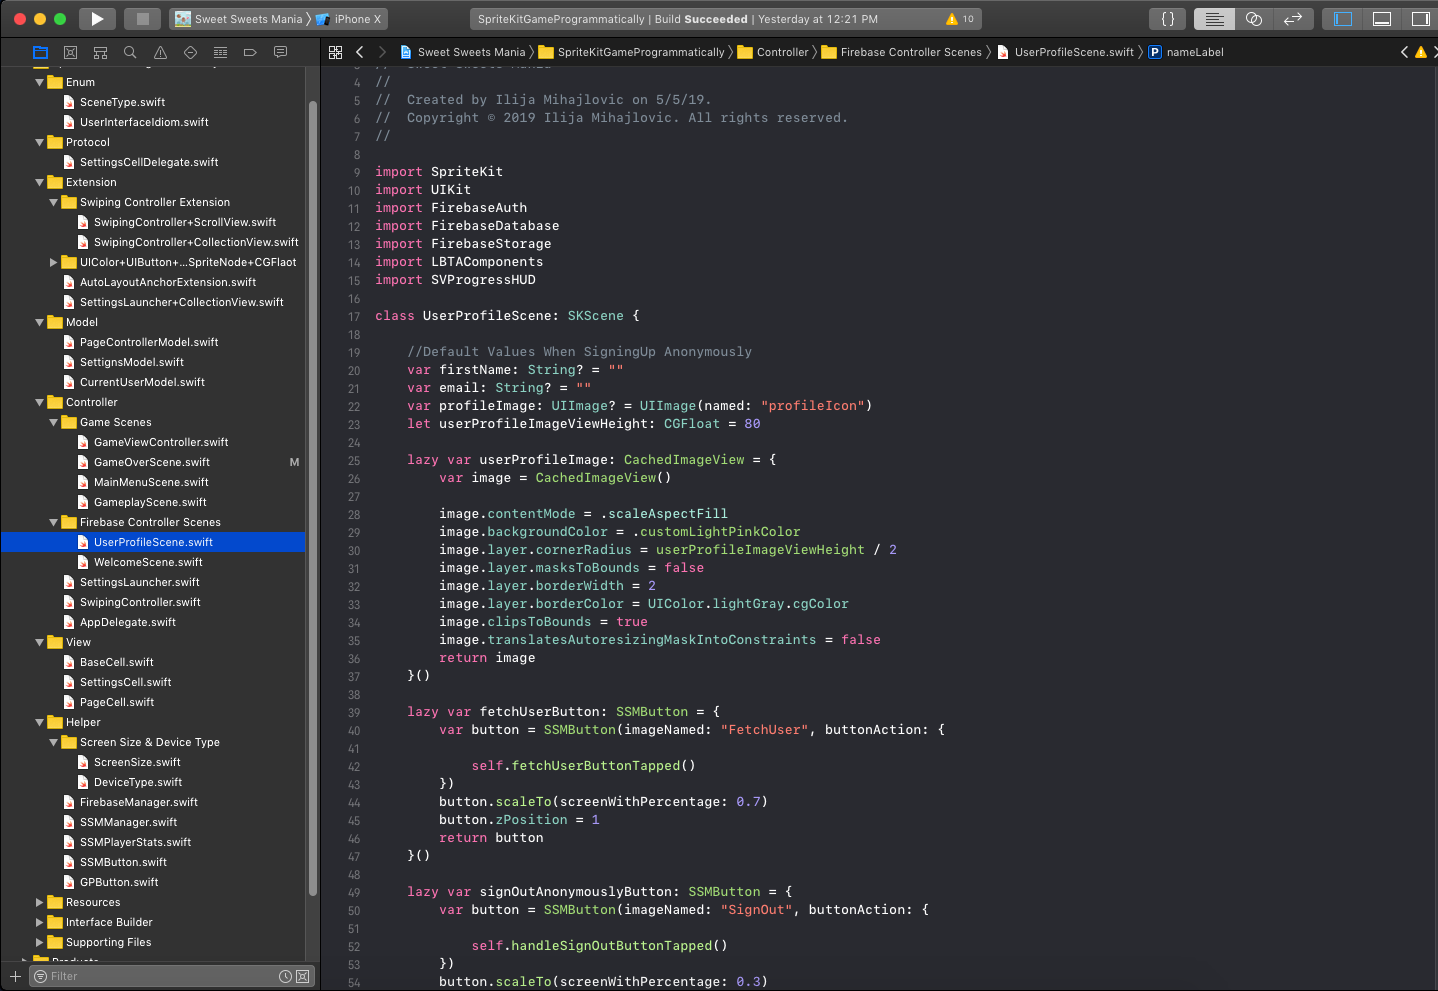 Sweet Sweets Mania
iPhone X
SpriteKitGameProgrammatically | Build Succeeded | Yesterday at 12:21 PM
10
{}
Sweet Sweets Mania
SpriteKitGameProgrammatically
Controller
Firebase Controller Scenes
UserProfileScene.swift
P nameLabel
Enum
SceneType.swift
UserInterfaceIdiom.swift
Protocol
SettingsCellDelegate.swift
Extension
Swiping Controller Extension
SwipingController+ScrollView.swift
SwipingController+CollectionView.swift
UIColor+UIButton+...SpriteNode+CGFlaot
AutoLayoutAnchorExtension.swift
SettingsLauncher+CollectionView.swift
Model
PageControllerModel.swift
SettignsModel.swift
CurrentUserModel.swift
Controller
Game Scenes
GameViewController.swift
GameOverScene.swift M
MainMenuScene.swift
GameplayScene.swift
Firebase Controller Scenes
UserProfileScene.swift
WelcomeScene.swift
SettingsLauncher.swift
SwipingController.swift
AppDelegate.swift
View
BaseCell.swift
SettingsCell.swift
PageCell.swift
Helper
Screen Size & Device Type
ScreenSize.swift
DeviceType.swift
FirebaseManager.swift
SSMManager.swift
SSMPlayerStats.swift
SSMButton.swift
GPButton.swift
Resources
Interface Builder
Supporting Files
Filter
4 //
5 //  Created by Ilija Mihajlovic on 5/5/19.
6 //  Copyright © 2019 Ilija Mihajlovic. All rights reserved.
7 //
8
9 import SpriteKit
10 import UIKit
11 import FirebaseAuth
12 import FirebaseDatabase
13 import FirebaseStorage
14 import LBTAComponents
15 import SVProgressHUD
16
17 class UserProfileScene: SKScene {
18
19 //Default Values When SigningUp Anonymously
20 var firstName: String? = ""
21 var email: String? = ""
22 var profileImage: UIImage? = UIImage(named: "profileIcon")
23 let userProfileImageViewHeight: CGFloat = 80
24
25 lazy var userProfileImage: CachedImageView = {
26 var image = CachedImageView()
27
28 image.contentMode = .scaleAspectFill
29 image.backgroundColor = .customLightPinkColor
30 image.layer.cornerRadius = userProfileImageViewHeight / 2
31 image.layer.masksToBounds = false
32 image.layer.borderWidth = 2
33 image.layer.borderColor = UIColor.lightGray.cgColor
34 image.clipsToBounds = true
35 image.translatesAutoresizingMaskIntoConstraints = false
36 return image
37 }()
38
39 lazy var fetchUserButton: SSMButton = {
40 var button = SSMButton(imageNamed: "FetchUser", buttonAction: {
41
42 self.fetchUserButtonTapped()
43 })
44 button.scaleTo(screenWithPercentage: 0.7)
45 button.zPosition = 1
46 return button
47 }()
48
49 lazy var signOutAnonymouslyButton: SSMButton = {
50 var button = SSMButton(imageNamed: "SignOut", buttonAction: {
51
52 self.handleSignOutButtonTapped()
53 })
54 button.scaleTo(screenWithPercentage: 0.3)